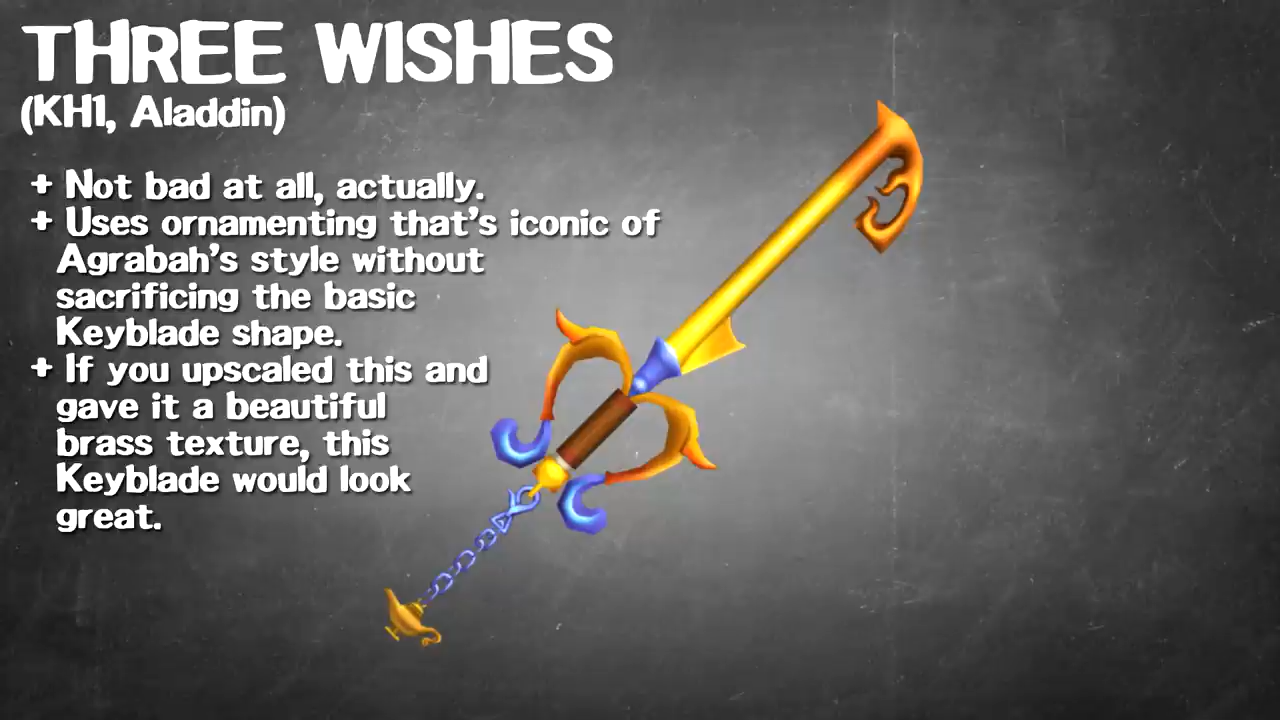 THREE WISHES
(KH1, Aladdin)
+ Not bad at all, actually.
+ Uses ornamenting that's iconic of
Agrabah's style without
sacrificing the basic
Keyblade shape.
+ If you upscaled this and
gave it a beautiful
brass texture, this
Keyblade would look
great.